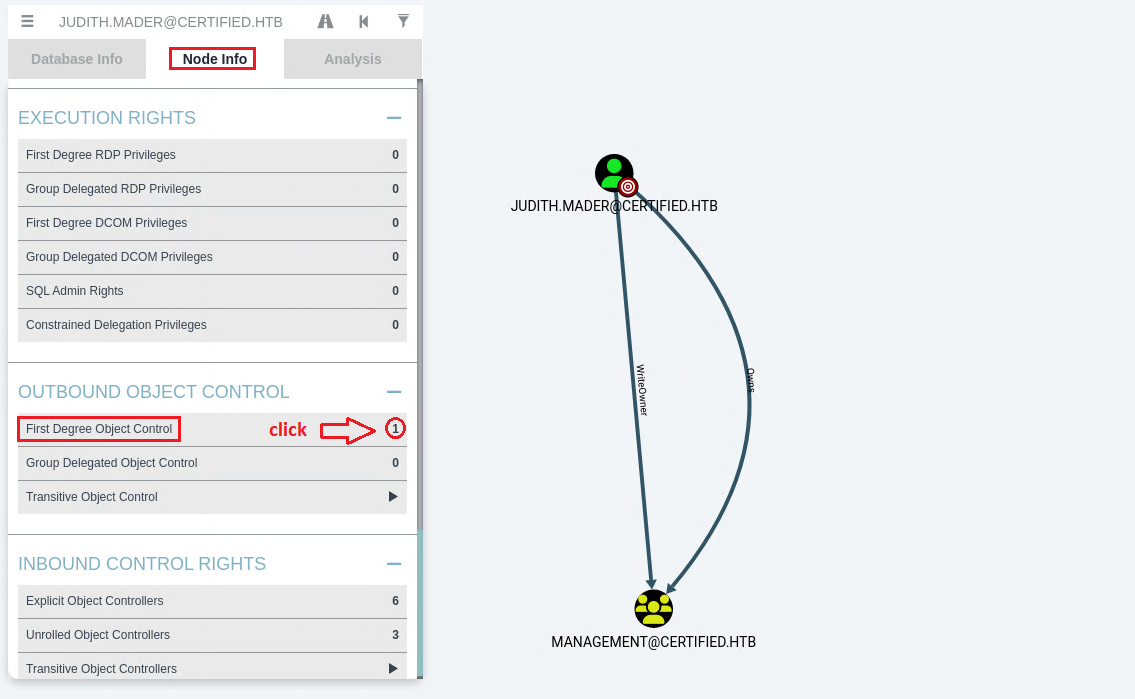 JUDITH.MADER@CERTIFIED.HTB
Database Info
Node Info
Analysis
EXECUTION RIGHTS
First Degree RDP Privileges 0
Group Delegated RDP Privileges 0
First Degree DCOM Privileges 0
Group Delegated DCOM Privileges 0
SQL Admin Rights 0
Constrained Delegation Privileges 0
OUTBOUND OBJECT CONTROL
First Degree Object Control click 1
Group Delegated Object Control 0
Transitive Object Control
INBOUND CONTROL RIGHTS
Explicit Object Controllers 6
Unrolled Object Controllers 3
Transitive Object Controllers
JUDITH.MADER@CERTIFIED.HTB
WriteOwner
Owns
MANAGEMENT@CERTIFIED.HTB